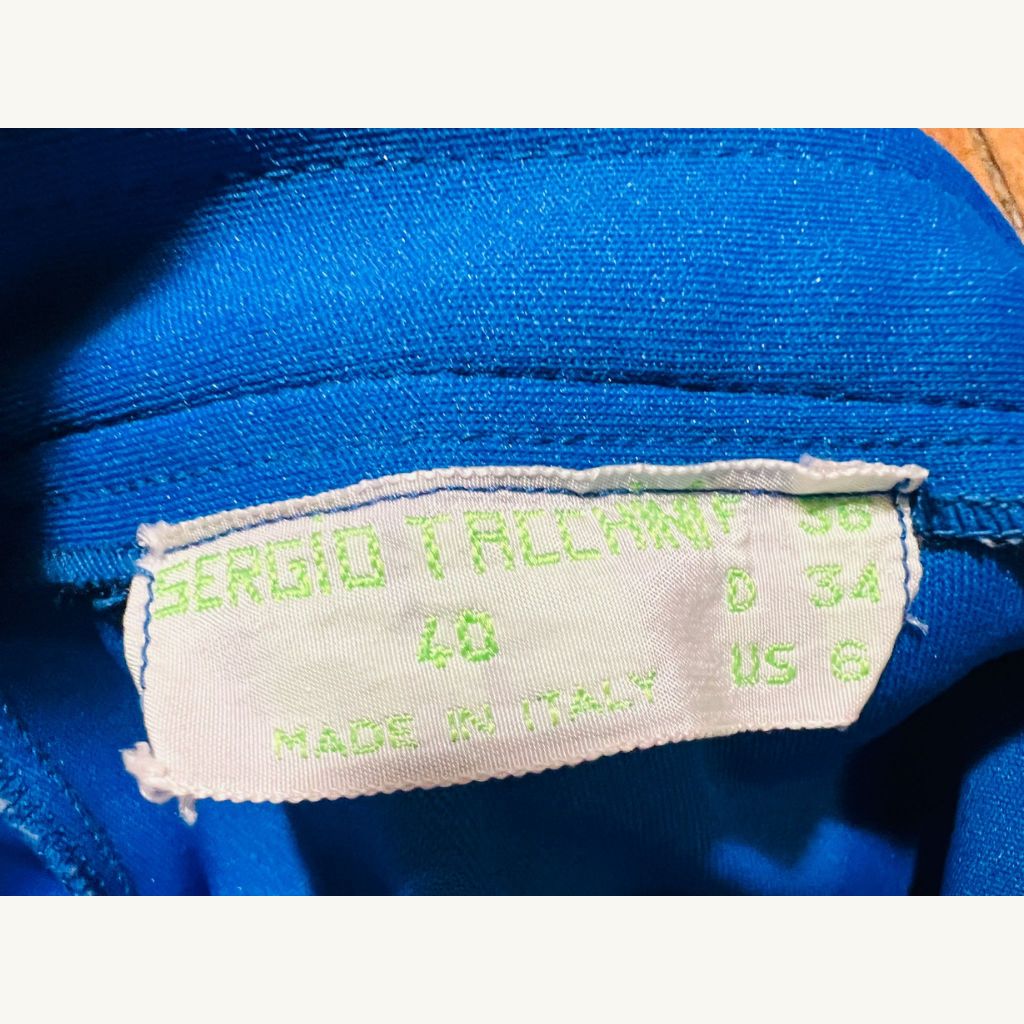 SERGIO TACCHINI
F 36
40
D 34
US 6
MADE IN ITALY